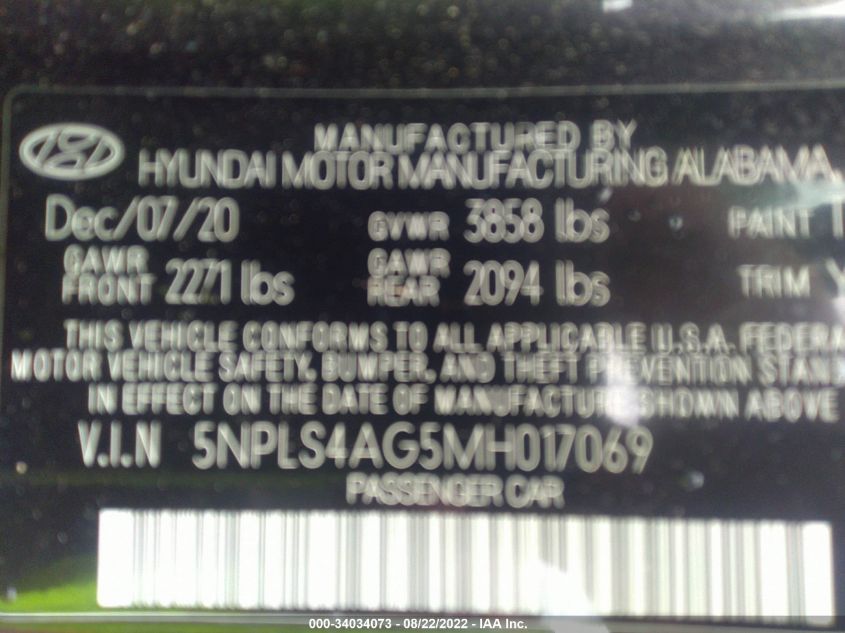 MANUFACTURED BY
HYUNDAI MOTOR MANUFACTURING ALABAMA,
Dec/07/20 GVWR 3858 lbs PAINT
GAWR FRONT 2271 lbs GAWR REAR 2094 lbs TRIM Y
THIS VEHICLE CONFORMS TO ALL APPLICABLE U.S.A. FEDERA
MOTOR VEHICLE SAFETY, BUMPER, AND THEFT PREVENTION STAN
IN EFFECT ON THE DATE OF MANUFACTURE SHOWN ABOVE
V.I.N 5NPLS4AG5MH017069
PASSENGER CAR
000-34034073 - 08/22/2022 - IAA Inc.